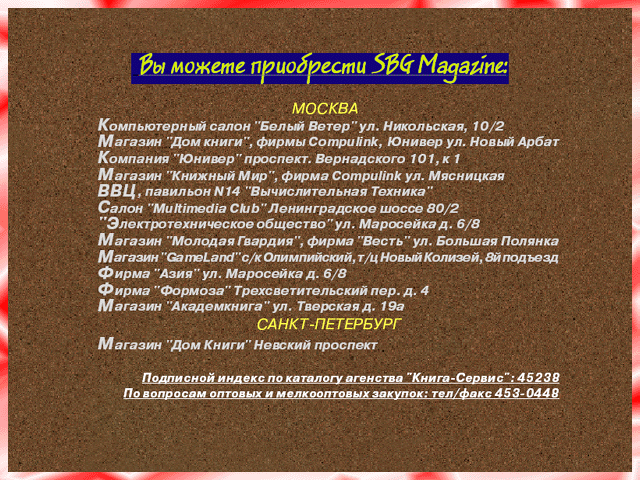 Вы можете приобрести SBG Magazine:
МОСКВА
Компьютерный салон "Белый Ветер" ул. Никольская, 10/2
Магазин "Дом книги", фирмы Compulink, Юнивер ул. Новый Арбат
Компания "Юнивер" проспект. Вернадского 101, к 1
Магазин "Книжный Мир", фирма Compulink ул. Мясницкая
ВВЦ, павильон N14 "Вычислительная Техника"
Салон "Multimedia Club" Ленинградское шоссе 80/2
"Электротехническое общество" ул. Маросейка д. 6/8
Магазин "Молодая Гвардия", фирма "Весть" ул. Большая Полянка
Магазин "GameLand" с/к Олимпийский, т/ц Новый Колизей, 8й подъезд
Фирма "Азия" ул. Маросейка д. 6/8
Фирма "Формоза" Трехсветительский пер. д. 4
Магазин "Академкнига" ул. Тверская д. 19а
САНКТ-ПЕТЕРБУРГ
Магазин "Дом Книги" Невский проспект
Подписной индекс по каталогу агенства "Книга-Сервис": 45238
По вопросам оптовых и мелкооптовых закупок: тел/факс 453-0448